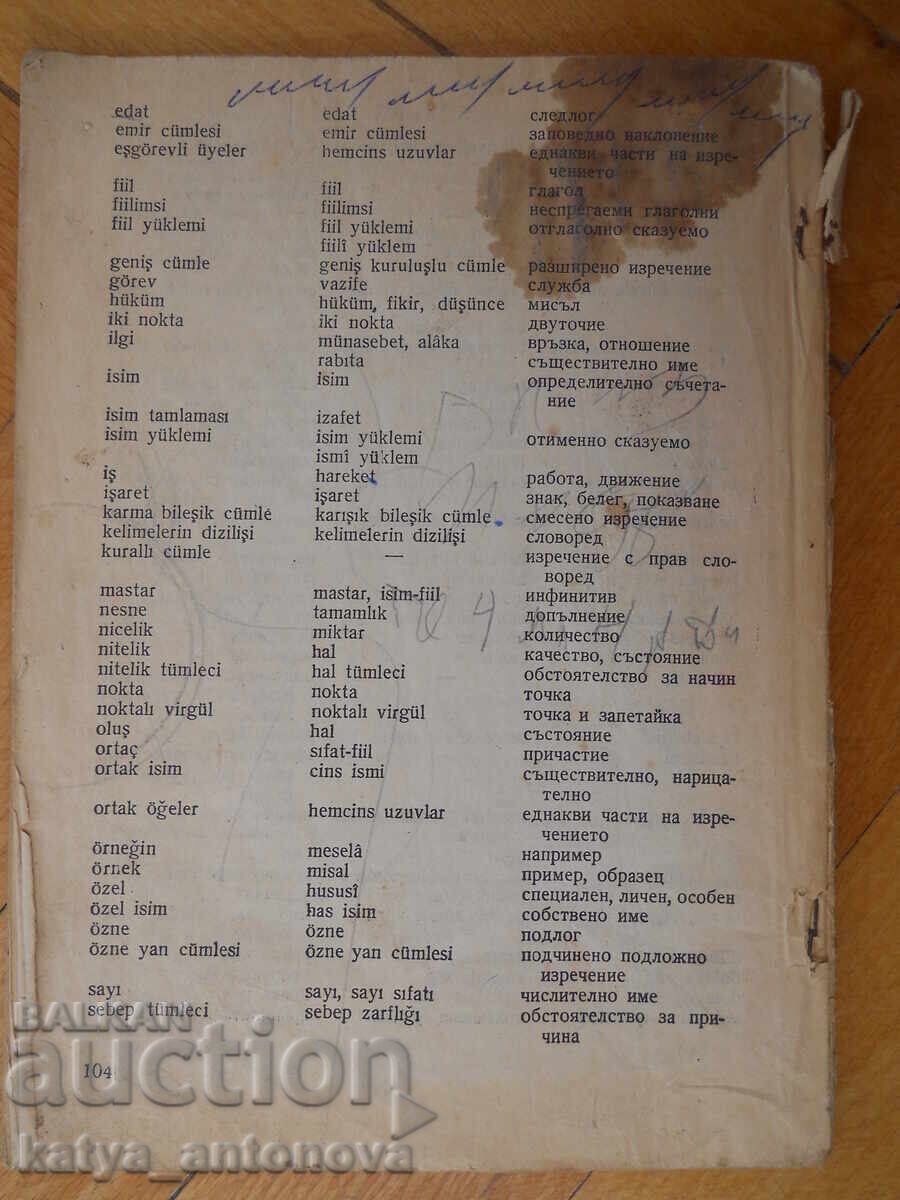 edat edat следлог
emir cümlesi emir cümlesi заповедно наклонение
eşgörevli üyeler hemcins uzuvlar еднакви части на изре-
чението
fiil fiil глагол
fiilimsi fiilimsi неспрегаеми глаголни
fiil yüklemi fiil yüklemi отглаголно сказуемо
fiilî yüklem
geniş cümle geniş kuruluşlu cümle разширено изречение
görev vazife служба
hüküm hüküm, fikir, düşünce мисъл
iki nokta iki nokta двуточие
ilgi münasebet, alâka връзка, отношение
rabıta съществително име
isim isim определително съчета-
ние
isim tamlaması izafet
isim yüklemi isim yüklemi отименно сказуемо
ismî yüklem
iş hareket работа, движение
işaret işaret знак, белег, показване
karma bileşik cümle karışık bileşik cümle смесено изречение
kelimelerin dizilişi kelimelerin dizilişi словоред
kurallı cümle — изречение с прав сло-
воред
mastar mastar, isim-fiil инфинитив
nesne tamamlık допълнение
nicelik miktar количество
nitelik hal качество, състояние
nitelik tümleci hal tümleci обстоятелство за начин
nokta nokta точка
noktalı virgül noktalı virgül точка и запетайка
oluş hal състояние
ortaç sıfat-fiil причастие
ortak isim cins ismi съществително, нарица-
телно
ortak öğeler hemcins uzuvlar еднакви части на изре-
чението
örneğin meselâ например
örnek misal пример, образец
özel hususî специален, личен, особен
özel isim has isim собствено име
özne özne подлог
özne yan cümlesi özne yan cümlesi подчинено подложно
изречение
sayı sayı, sayı sıfatı числително име
sebep tümleci sebep zarflığı обстоятелство за при-
чина
104
BALKAN
auction
katya_antonova